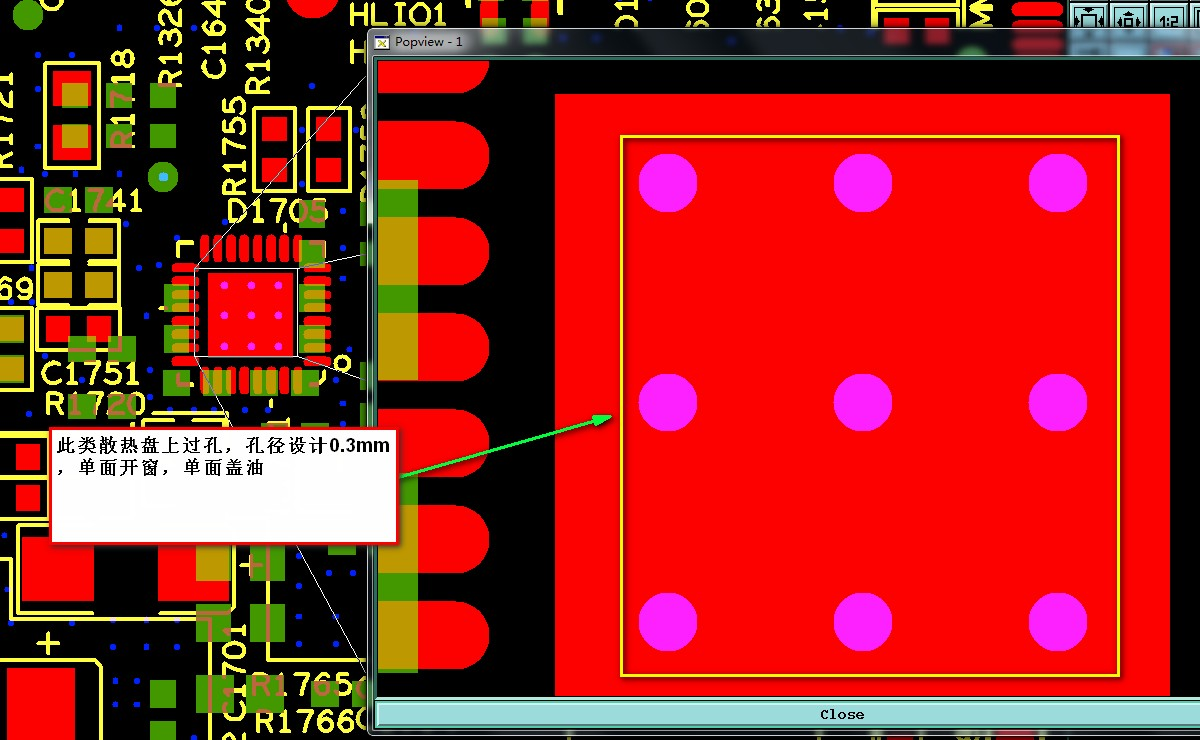 HLIO1
R1326
C164
R1340
Popview - 1
1:2
R1721
R1718
R1755
C1741
D1705
69
C1751
R1720
此类散热盘上过孔，孔径设计0.3mm
，单面开窗，单面盖油
+
+
C1701
R1765
R1766
Close